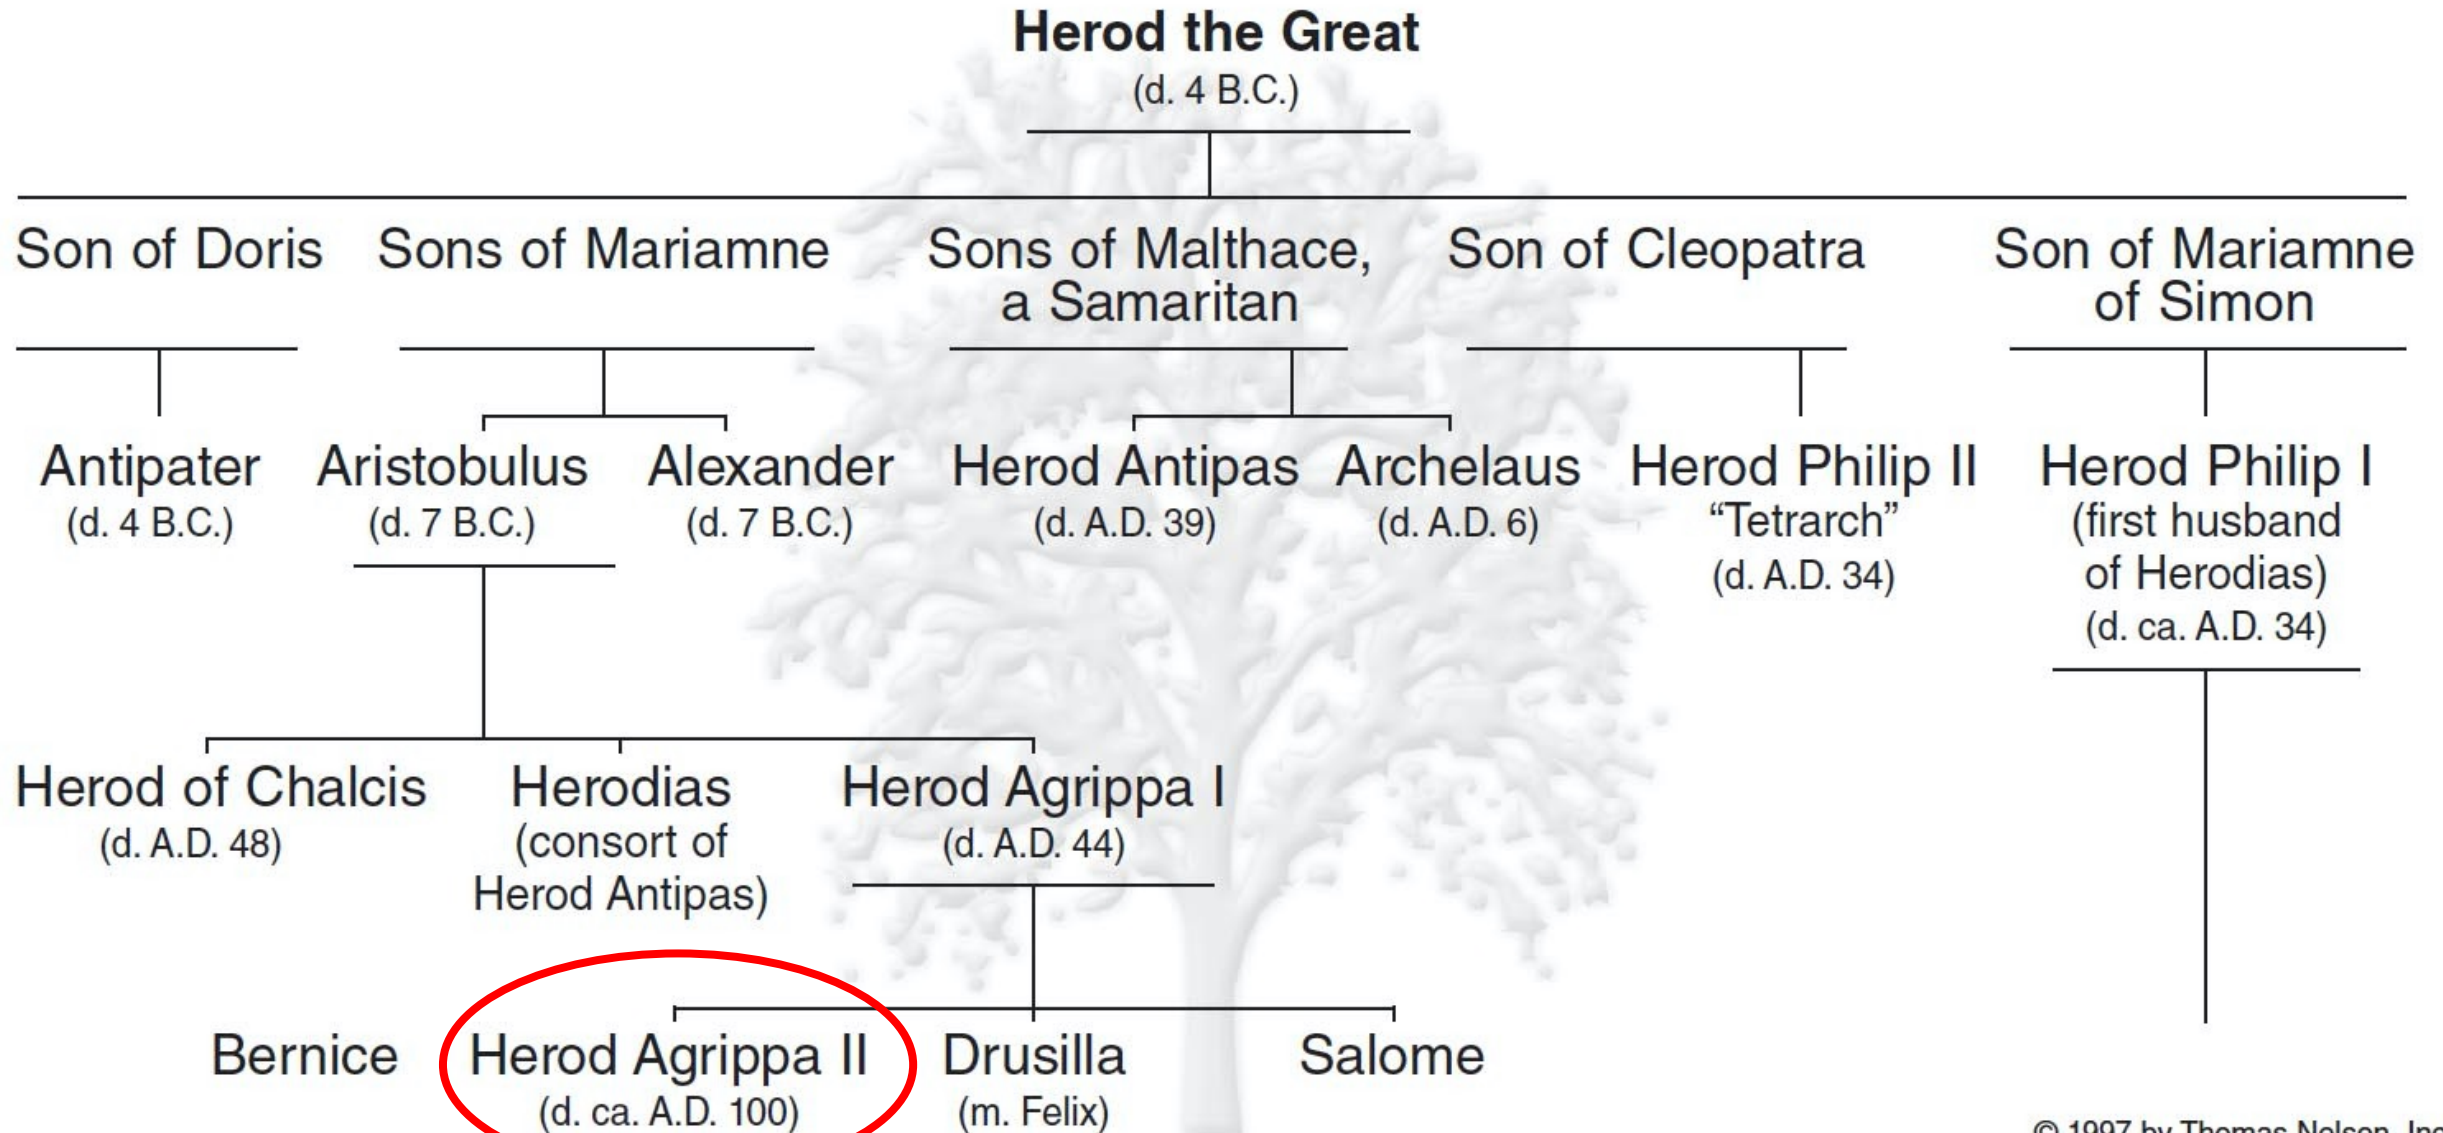 Herod the Great
(d. 4 B.C.)
Son of Doris
Sons of Mariamne
Sons of Malthace,
a Samaritan
Son of Cleopatra
Son of Mariamne
of Simon
Antipater
(d. 4 B.C.)
Aristobulus
(d. 7 B.C.)
Alexander
(d. 7 B.C.)
Herod Antipas
(d. A.D. 39)
Archelaus
(d. A.D. 6)
Herod Philip II
“Tetrarch”
(d. A.D. 34)
Herod Philip I
(first husband
of Herodias)
(d. ca. A.D. 34)
Herod of Chalcis
(d. A.D. 48)
Herodias
(consort of
Herod Antipas)
Herod Agrippa I
(d. A.D. 44)
Bernice
Herod Agrippa II
(d. ca. A.D. 100)
Drusilla
(m. Felix)
Salome
© 1997 by Thomas Nelson, Inc